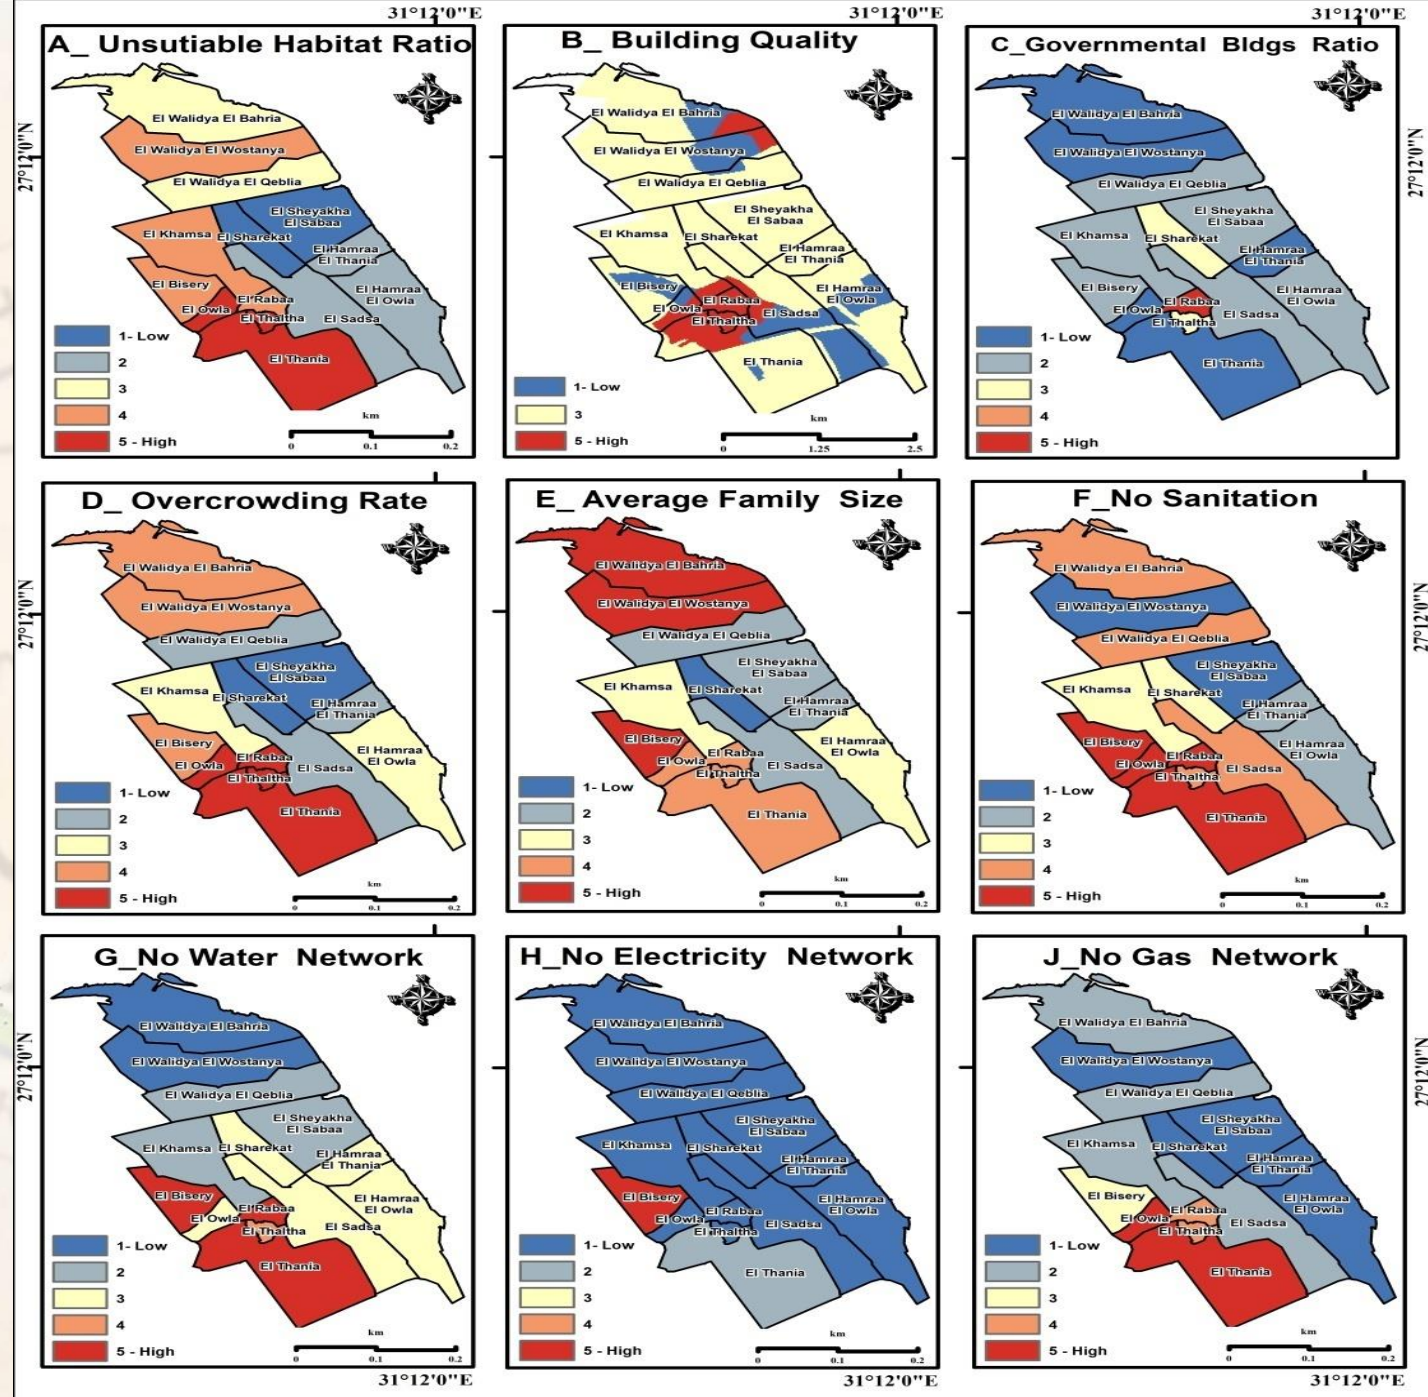 31°12'0"E
31°12'0"E
31°12'0"E
27°12'0"N
27°12'0"N
A_ Unsutiable Habitat Ratio
El Walidya El Bahria
El Walidya El Wostanya
El Walidya El Qeblia
El Sheyakha
El Sabaa
El Khamsa
El Sharekat
El Hamraa
El Thania
El Bisery
El Hamraa
El Owla
El Rabaa
El Owla
El Thaltha
El Sadsa
El Thania
1- Low
2
3
4
5 - High
km
0 0.1 0.2
B_ Building Quality
El Walidya El Bahria
El Walidya El Wostanya
El Walidya El Qeblia
El Sheyakha
El Sabaa
El Khamsa
El Sharekat
El Hamraa
El Thania
El Bisery
El Hamraa
El Owla
El Rabaa
El Owla
El Thaltha
El Sadsa
El Thania
1- Low
3
5 - High
km
0 1.25 2.5
C_Governmental Bldgs Ratio
El Walidya El Bahria
El Walidya El Wostanya
El Walidya El Qeblia
El Sheyakha
El Sabaa
El Khamsa
El Sharekat
El Hamraa
El Thania
El Bisery
El Hamraa
El Owla
El Rabaa
El Owla
El Thaltha
El Sadsa
El Thania
1- Low
2
3
4
5 - High
km
0 0.1 0.2
27°12'0"N
27°12'0"N
D_ Overcrowding Rate
El Walidya El Bahria
El Walidya El Wostanya
El Walidya El Qeblia
El Sheyakha
El Sabaa
El Khamsa
El Sharekat
El Hamraa
El Thania
El Bisery
El Hamraa
El Owla
El Rabaa
El Owla
El Thaltha
El Sadsa
El Thania
1- Low
2
3
4
5 - High
km
0 0.1 0.2
E_ Average Family Size
El Walidya El Bahria
El Walidya El Wostanya
El Walidya El Qeblia
El Sheyakha
El Sabaa
El Khamsa
El Sharekat
El Hamraa
El Thania
El Bisery
El Hamraa
El Owla
El Rabaa
El Owla
El Thaltha
El Sadsa
El Thania
1- Low
2
3
4
5 - High
km
0 0.1 0.2
F_No Sanitation
El Walidya El Bahria
El Walidya El Wostanya
El Walidya El Qeblia
El Sheyakha
El Sabaa
El Khamsa
El Sharekat
El Hamraa
El Thania
El Bisery
El Hamraa
El Owla
El Rabaa
El Owla
El Thaltha
El Sadsa
El Thania
1- Low
2
3
4
5 - High
km
0 0.1 0.2
27°12'0"N
27°12'0"N
G_No Water Network
El Walidya El Bahria
El Walidya El Wostanya
El Walidya El Qeblia
El Sheyakha
El Sabaa
El Khamsa
El Sharekat
El Hamraa
El Thania
El Bisery
El Hamraa
El Owla
El Rabaa
El Owla
El Thaltha
El Sadsa
El Thania
1- Low
2
3
4
5 - High
km
0 0.1 0.2
H_No Electricity Network
El Walidya El Bahria
El Walidya El Wostanya
El Walidya El Qeblia
El Sheyakha
El Sabaa
El Khamsa
El Sharekat
El Hamraa
El Thania
El Bisery
El Hamraa
El Owla
El Rabaa
El Owla
El Thaltha
El Sadsa
El Thania
1- Low
2
3
4
5 - High
km
0 0.1 0.2
J_No Gas Network
El Walidya El Bahria
El Walidya El Wostanya
El Walidya El Qeblia
El Sheyakha
El Sabaa
El Khamsa
El Sharekat
El Hamraa
El Thania
El Bisery
El Hamraa
El Owla
El Rabaa
El Owla
El Thaltha
El Sadsa
El Thania
1- Low
2
3
4
5 - High
km
0 0.1 0.2
31°12'0"E
31°12'0"E
31°12'0"E